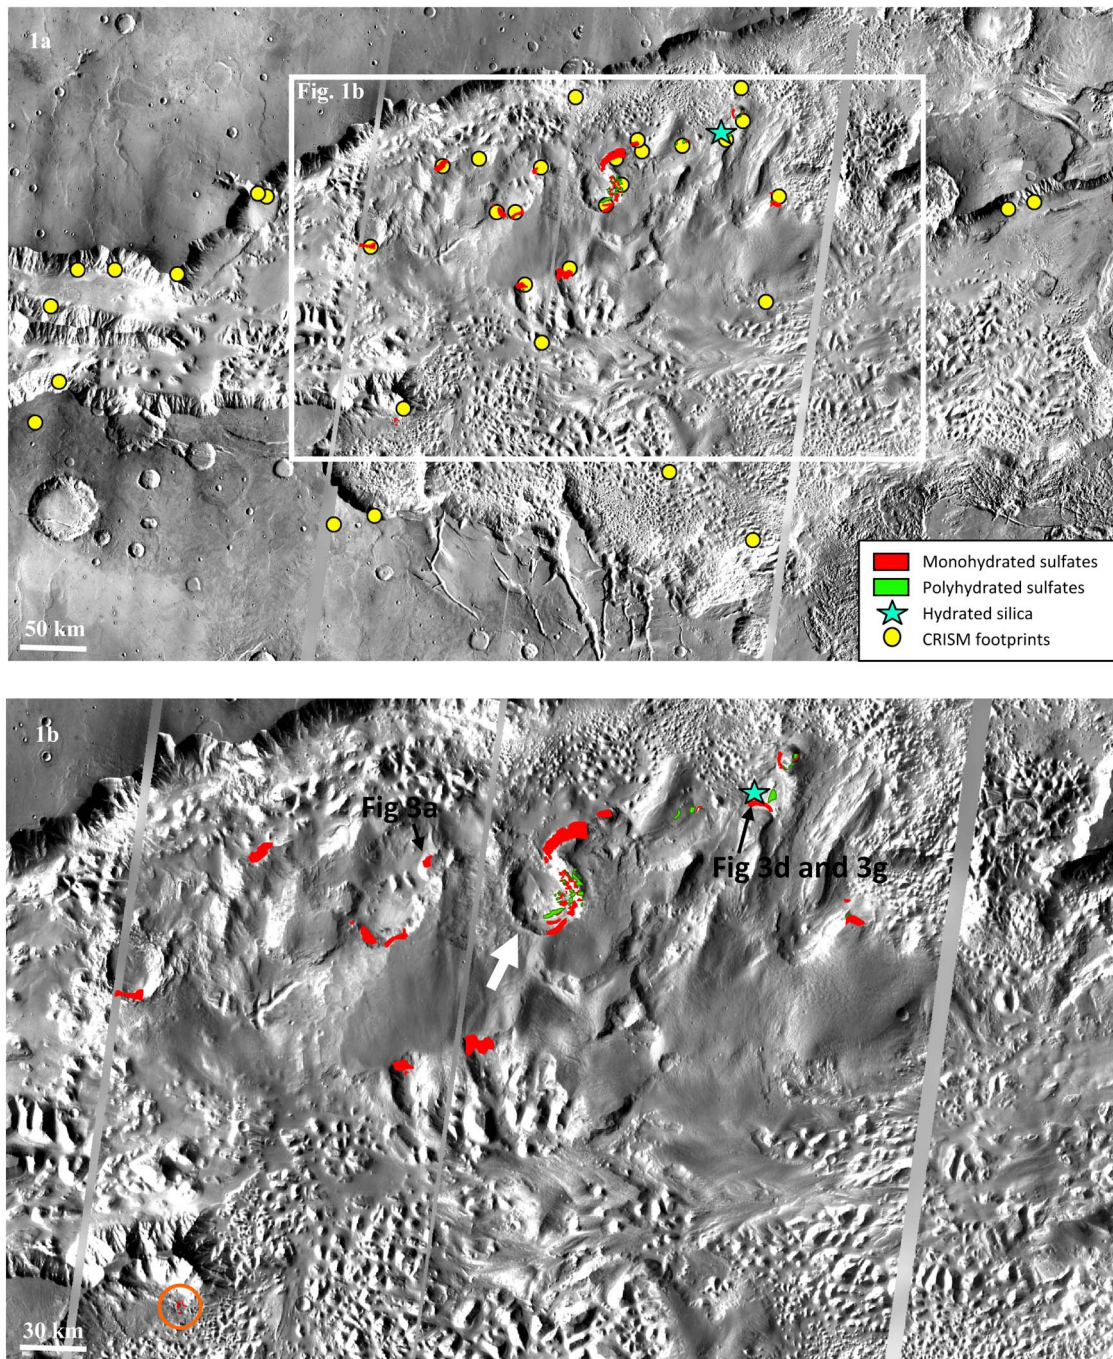 1a
Fig. 1b
50 km
Monohydrated sulfates
Polyhydrated sulfates
Hydrated silica
CRISM footprints
1b
Fig 3a
Fig 3d and 3g
30 km